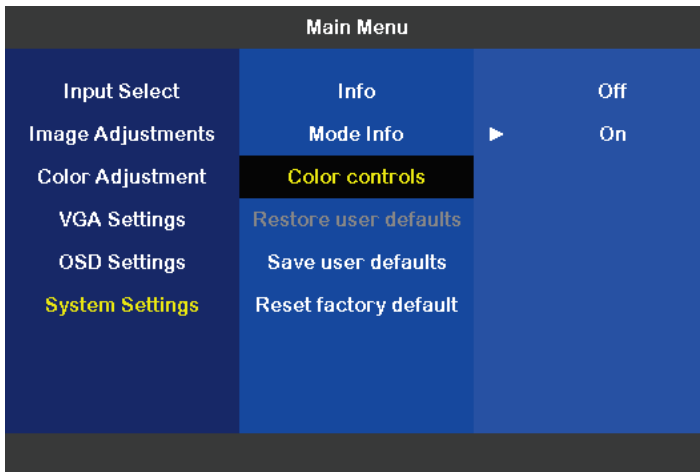 Main Menu
Input Select
Image Adjustments
Color Adjustment
VGA Settings
OSD Settings
System Settings
Info
Mode Info
Color controls
Restore user defaults
Save user defaults
Reset factory default
Off
On